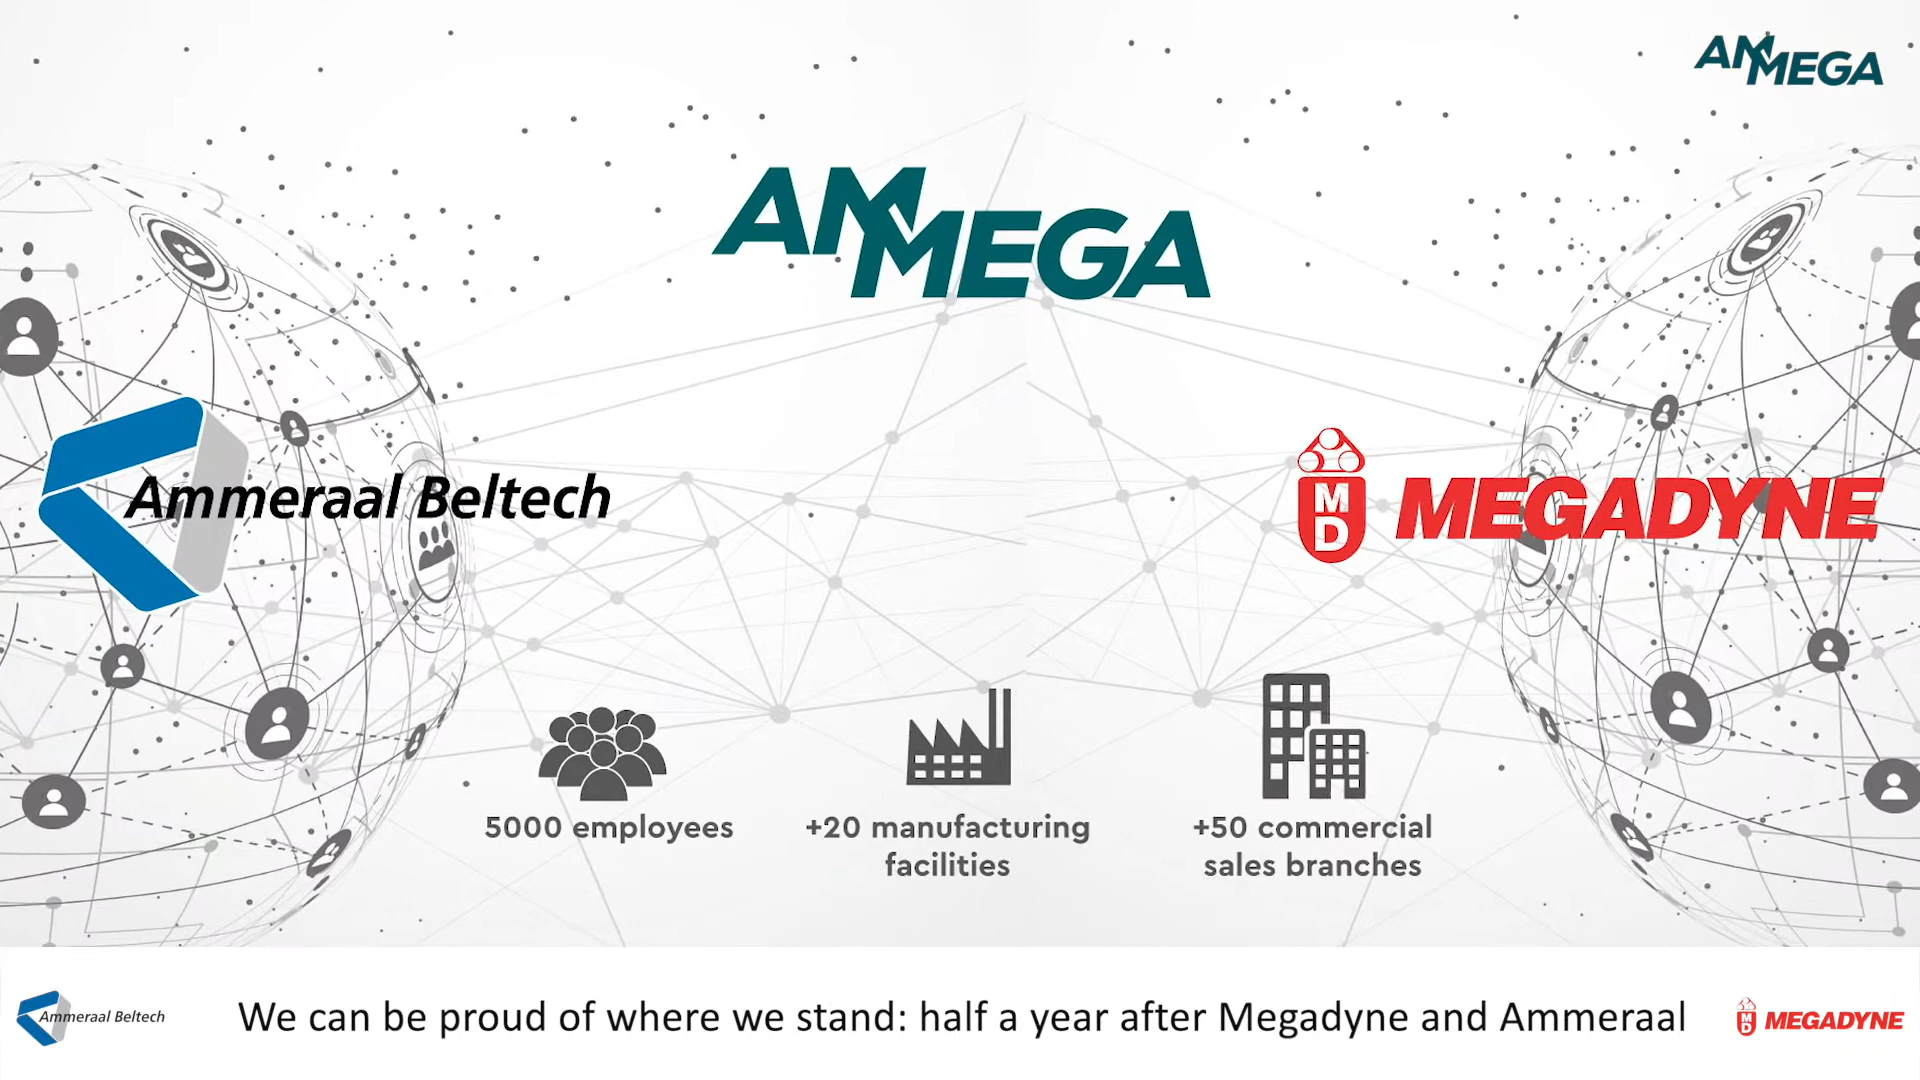 AMMEGA
AMMEGA
Ammeraal Beltech
MD MEGADYNE
5000 employees
+20 manufacturing
facilities
+50 commercial
sales branches
Ammeraal Beltech
We can be proud of where we stand: half a year after Megadyne and Ammeraal
MD MEGADYNE